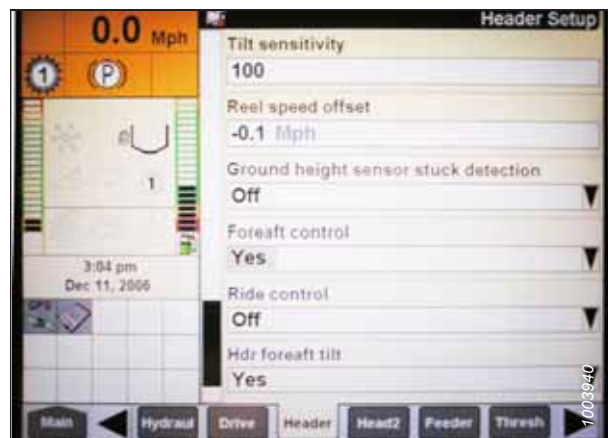 0.0 Mph
Header Setup
Tilt sensitivity
100
1
P
Reel speed offset
-0.1 Mph
Ground height sensor stuck detection
Off
1
Foreaft control
Yes
3:04 pm
Dec 11, 2006
Ride control
Off
GPS
Hdr foreaft tilt
Yes
Main
Hydraul
Drive
Header
Head2
Feeder
Thresh
1003940